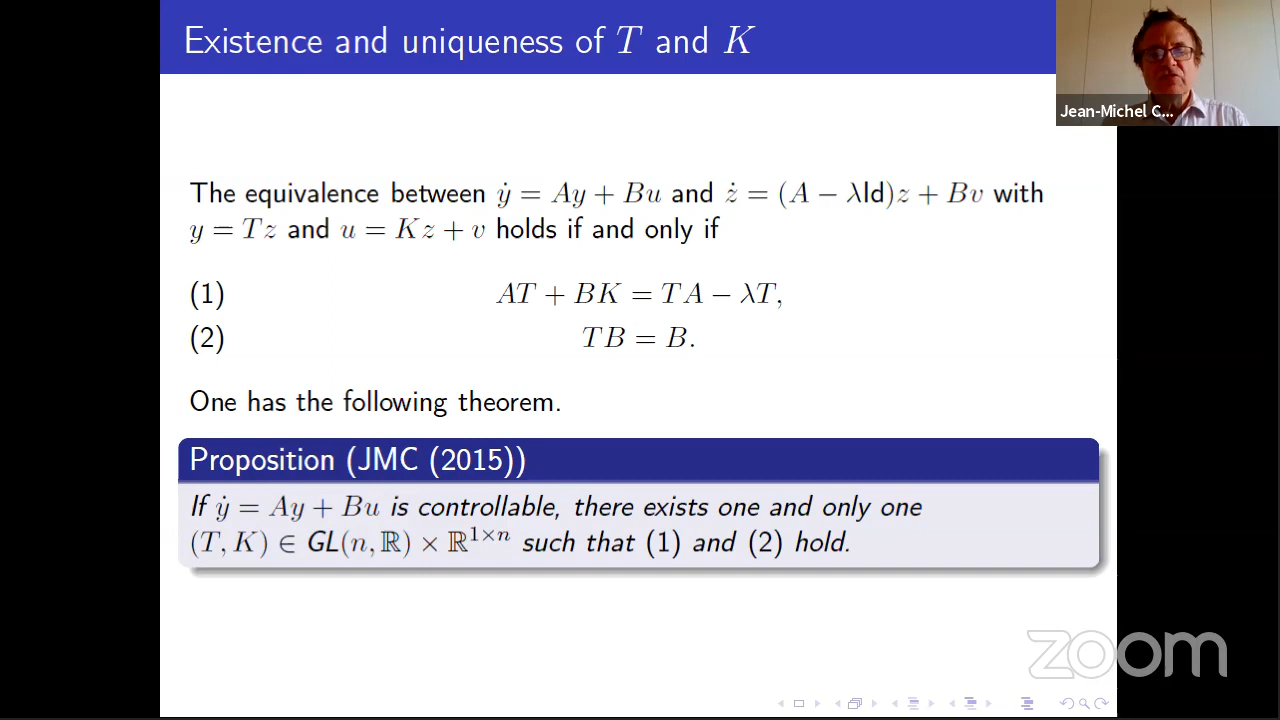 Existence and uniqueness of T and K
Jean-Michel C...
The equivalence between ẏ = Ay + Bu and ż = (A − λId)z + Bv with
y = Tz and u = Kz + v holds if and only if
(1) AT + BK = TA − λT,
(2) TB = B.
One has the following theorem.
Proposition (JMC (2015))
If ẏ = Ay + Bu is controllable, there exists one and only one
(T, K) ∈ GL(n, ℝ) × ℝ^{1×n} such that (1) and (2) hold.
zoom